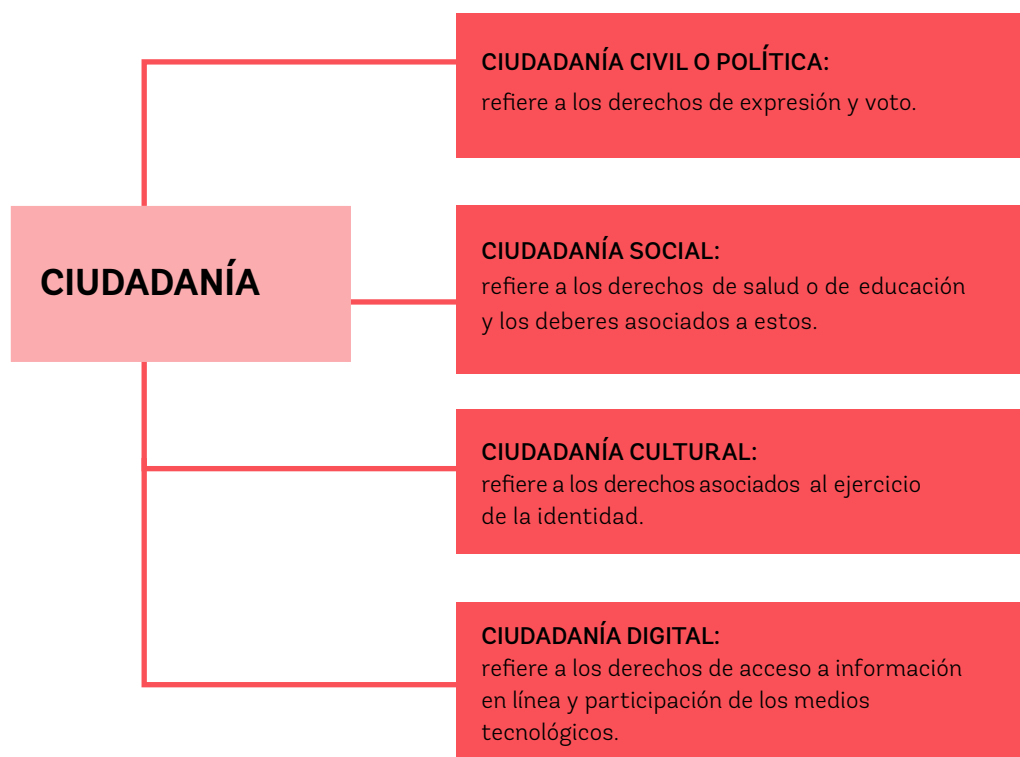 CIUDADANÍA
CIUDADANÍA CIVIL O POLÍTICA:
refiere a los derechos de expresión y voto.
CIUDADANÍA SOCIAL:
refiere a los derechos de salud o de educación
y los deberes asociados a estos.
CIUDADANÍA CULTURAL:
refiere a los derechos asociados al ejercicio
de la identidad.
CIUDADANÍA DIGITAL:
refiere a los derechos de acceso a información
en línea y participación de los medios
tecnológicos.